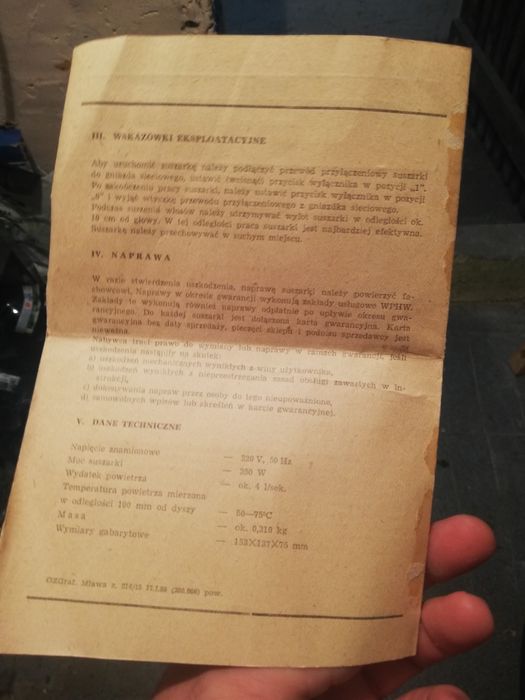 III. WSKAZÓWKI EKSPLOATACYJNE
Aby uruchomić suszarkę należy podłączyć przewód przyłączeniowy suszarki
do gniazda sieciowego, ustawić (wcisnąć) przycisk wyłącznika w pozycji „1".
Po zakończeniu pracy suszarki, należy ustawić przycisk wyłącznika w pozycji
„0" i wyjąć wtyczkę przewodu przyłączeniowego z gniazdka sieciowego.
Podczas suszenia włosów należy utrzymywać wylot suszarki w odległości ok.
10 cm od głowy. W tej odległości praca suszarki jest najbardziej efektywna.
Suszarkę należy przechowywać w suchym miejscu.
IV. NAPRAWA
W razie stwierdzenia uszkodzenia, naprawę suszarki należy powierzyć fa-
chowcowi. Naprawy w okresie gwarancji wykonują zakłady usługowe WPHW.
Zakłady te wykonują również naprawy odpłatnie po upływie okresu gwa-
rancyjnego. Do każdej suszarki jest dołączona karta gwarancyjna. Karta
gwarancyjna bez daty sprzedaży, pieczęci sklepu i podpisu sprzedawcy jest
nieważna.
Nabywca traci prawo do wymiany lub naprawy w ramach gwarancji, jeśli
uszkodzenia nastąpiły na skutek:
a) uszkodzeń mechanicznych wynikłych z winy użytkownika,
b) uszkodzeń wynikłych z nieprzestrzegania zasad obsługi zawartych w in-
strukcji,
c) dokonywania napraw przez osoby do tego nieupoważnione,
d) samowolnych wpisów lub skreśleń w karcie gwarancyjnej.
V. DANE TECHNICZNE
Napięcie znamionowe — 220 V, 50 Hz
Moc suszarki — 350 W
Wydatek powietrza — ok. 4 l/sek.
Temperatura powietrza mierzona
w odległości 100 mm od dyszy — 50—75°C
Masa — ok. 0,310 kg
Wymiary gabarytowe — 153X137X75 mm
OZGraf. Mława z. pow.